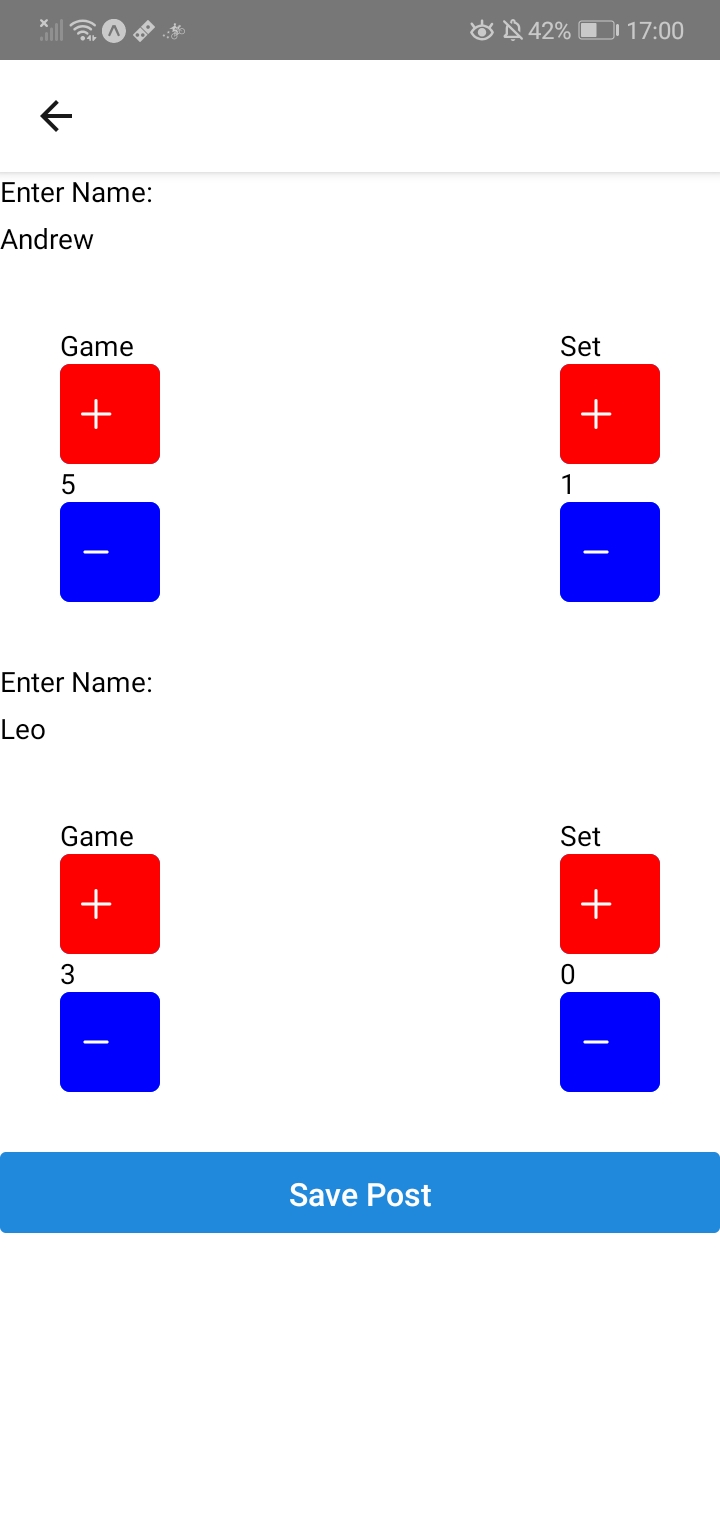 42% 17:00
Enter Name:
Andrew
Game Set
+ +
5 1
− −
Enter Name:
Leo
Game Set
+ +
3 0
− −
Save Post